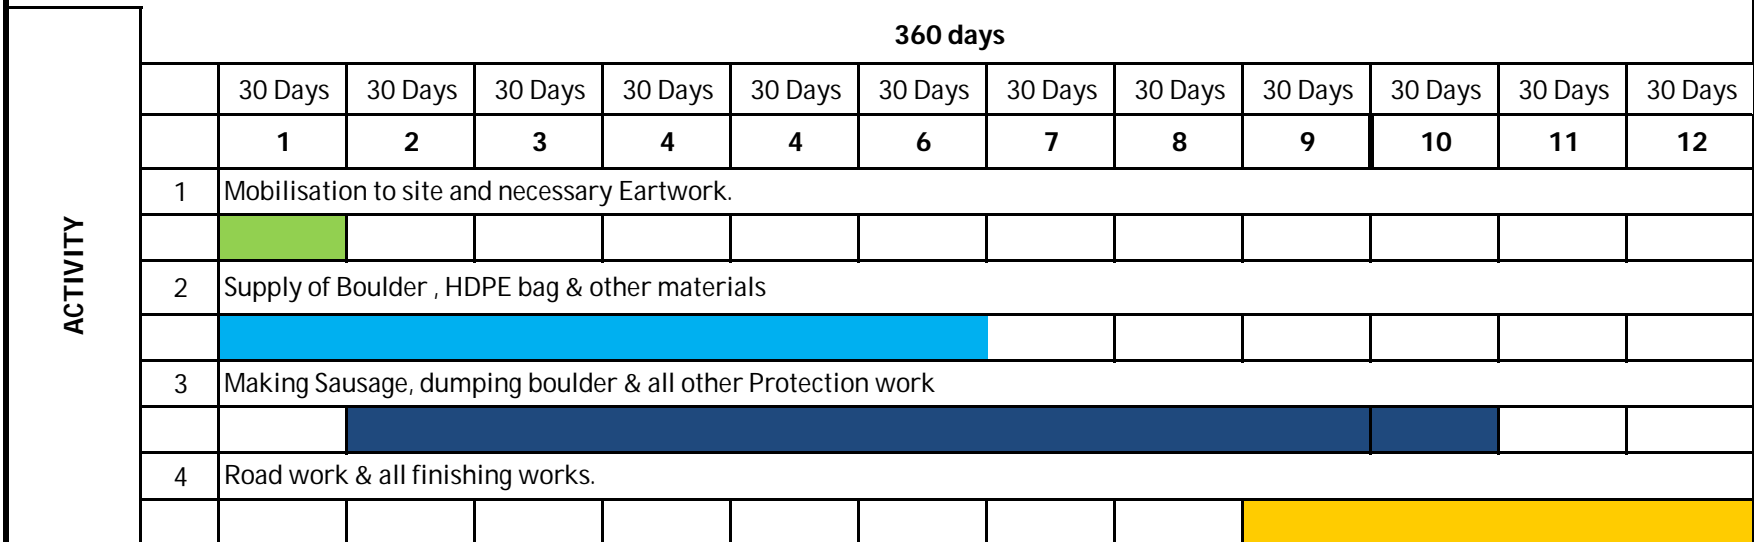 360 days
30 Days 30 Days 30 Days 30 Days 30 Days 30 Days 30 Days 30 Days 30 Days 30 Days 30 Days 30 Days
1 2 3 4 4 6 7 8 9 10 11 12
ACTIVITY
1 Mobilisation to site and necessary Eartwork.
2 Supply of Boulder , HDPE bag & other materials
3 Making Sausage, dumping boulder & all other Protection work
4 Road work & all finishing works.